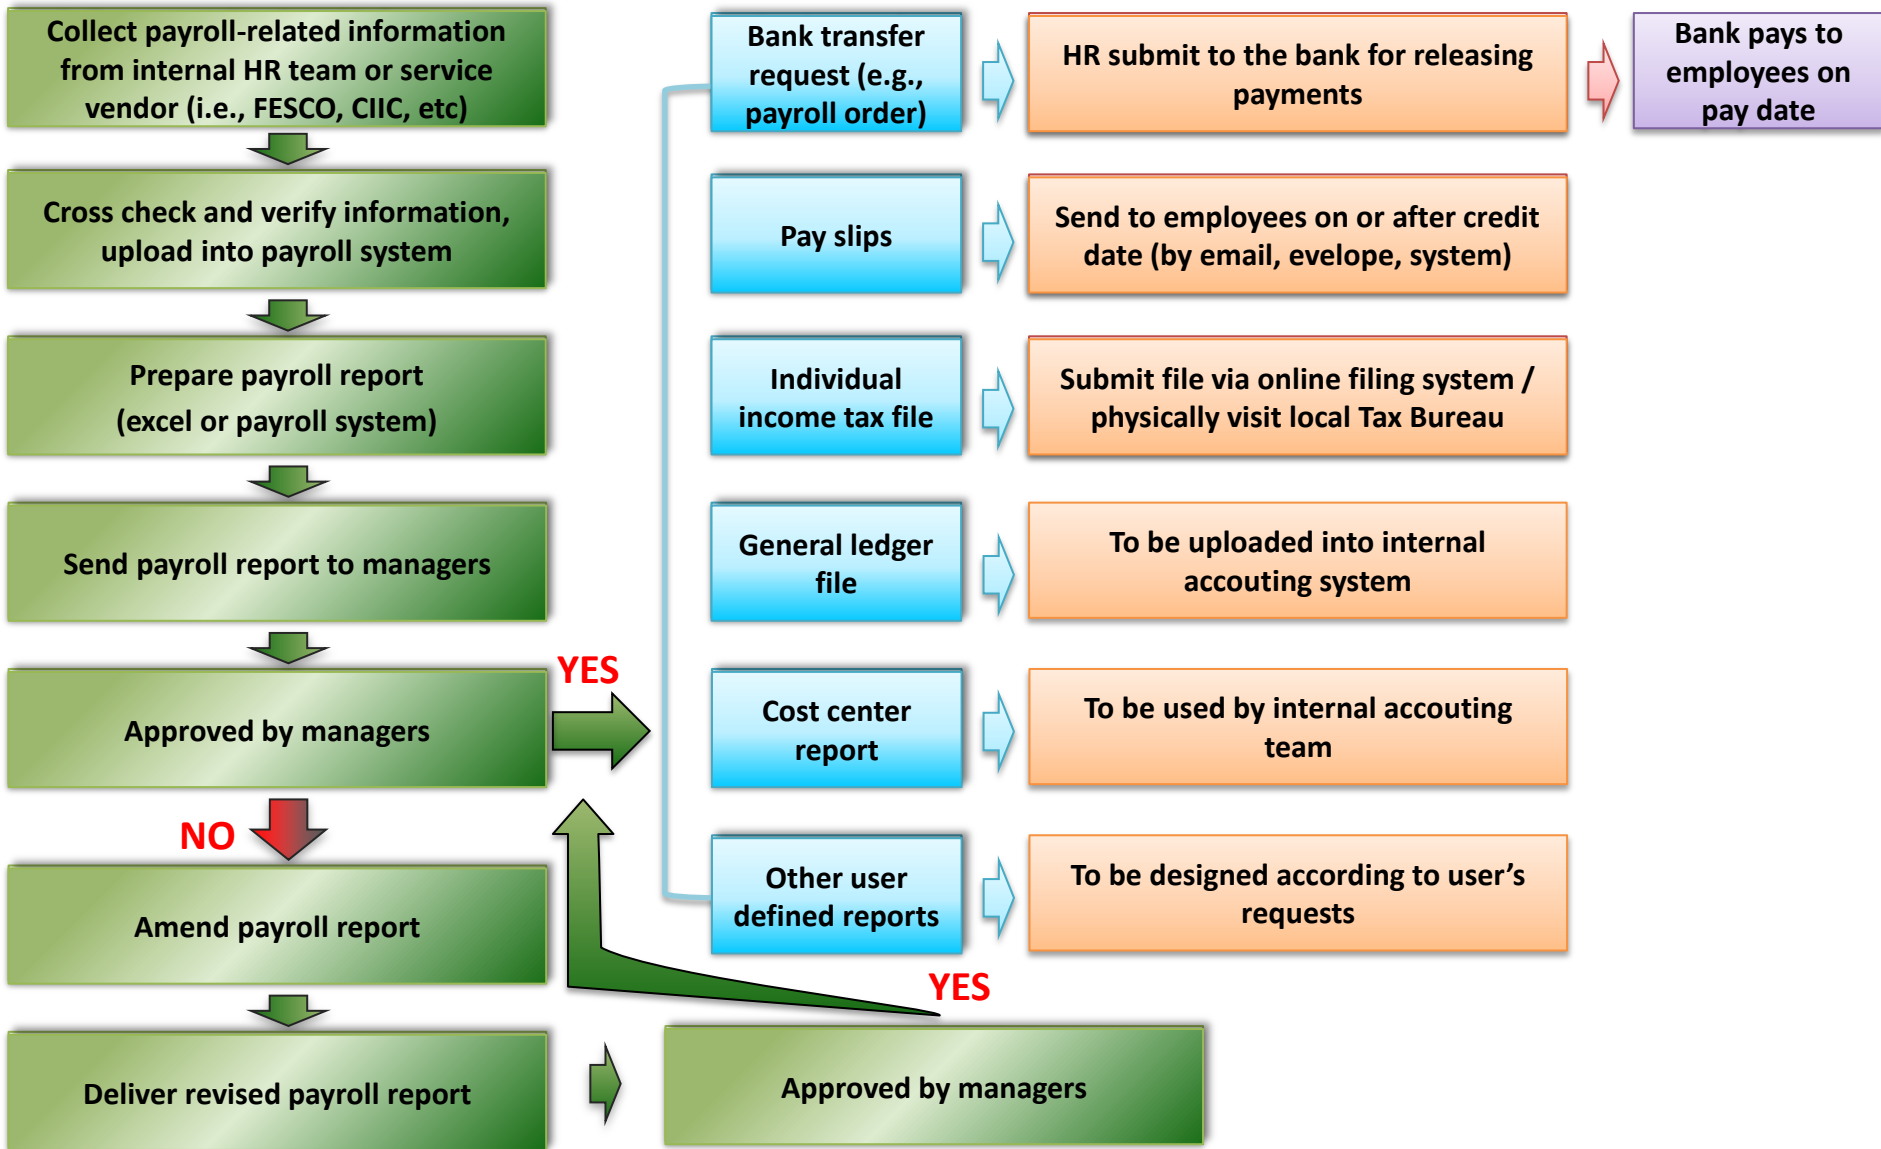 Collect payroll-related information
from internal HR team or service
vendor (i.e., FESCO, CIIC, etc)
Cross check and verify information,
upload into payroll system
Prepare payroll report
(excel or payroll system)
Send payroll report to managers
Approved by managers
YES
NO
Amend payroll report
Deliver revised payroll report
Approved by managers
YES
Bank transfer
request (e.g.,
payroll order)
HR submit to the bank for releasing
payments
Bank pays to
employees on
pay date
Pay slips
Send to employees on or after credit
date (by email, evelope, system)
Individual
income tax file
Submit file via online filing system /
physically visit local Tax Bureau
General ledger
file
To be uploaded into internal
accouting system
Cost center
report
To be used by internal accouting
team
Other user
defined reports
To be designed according to user’s
requests